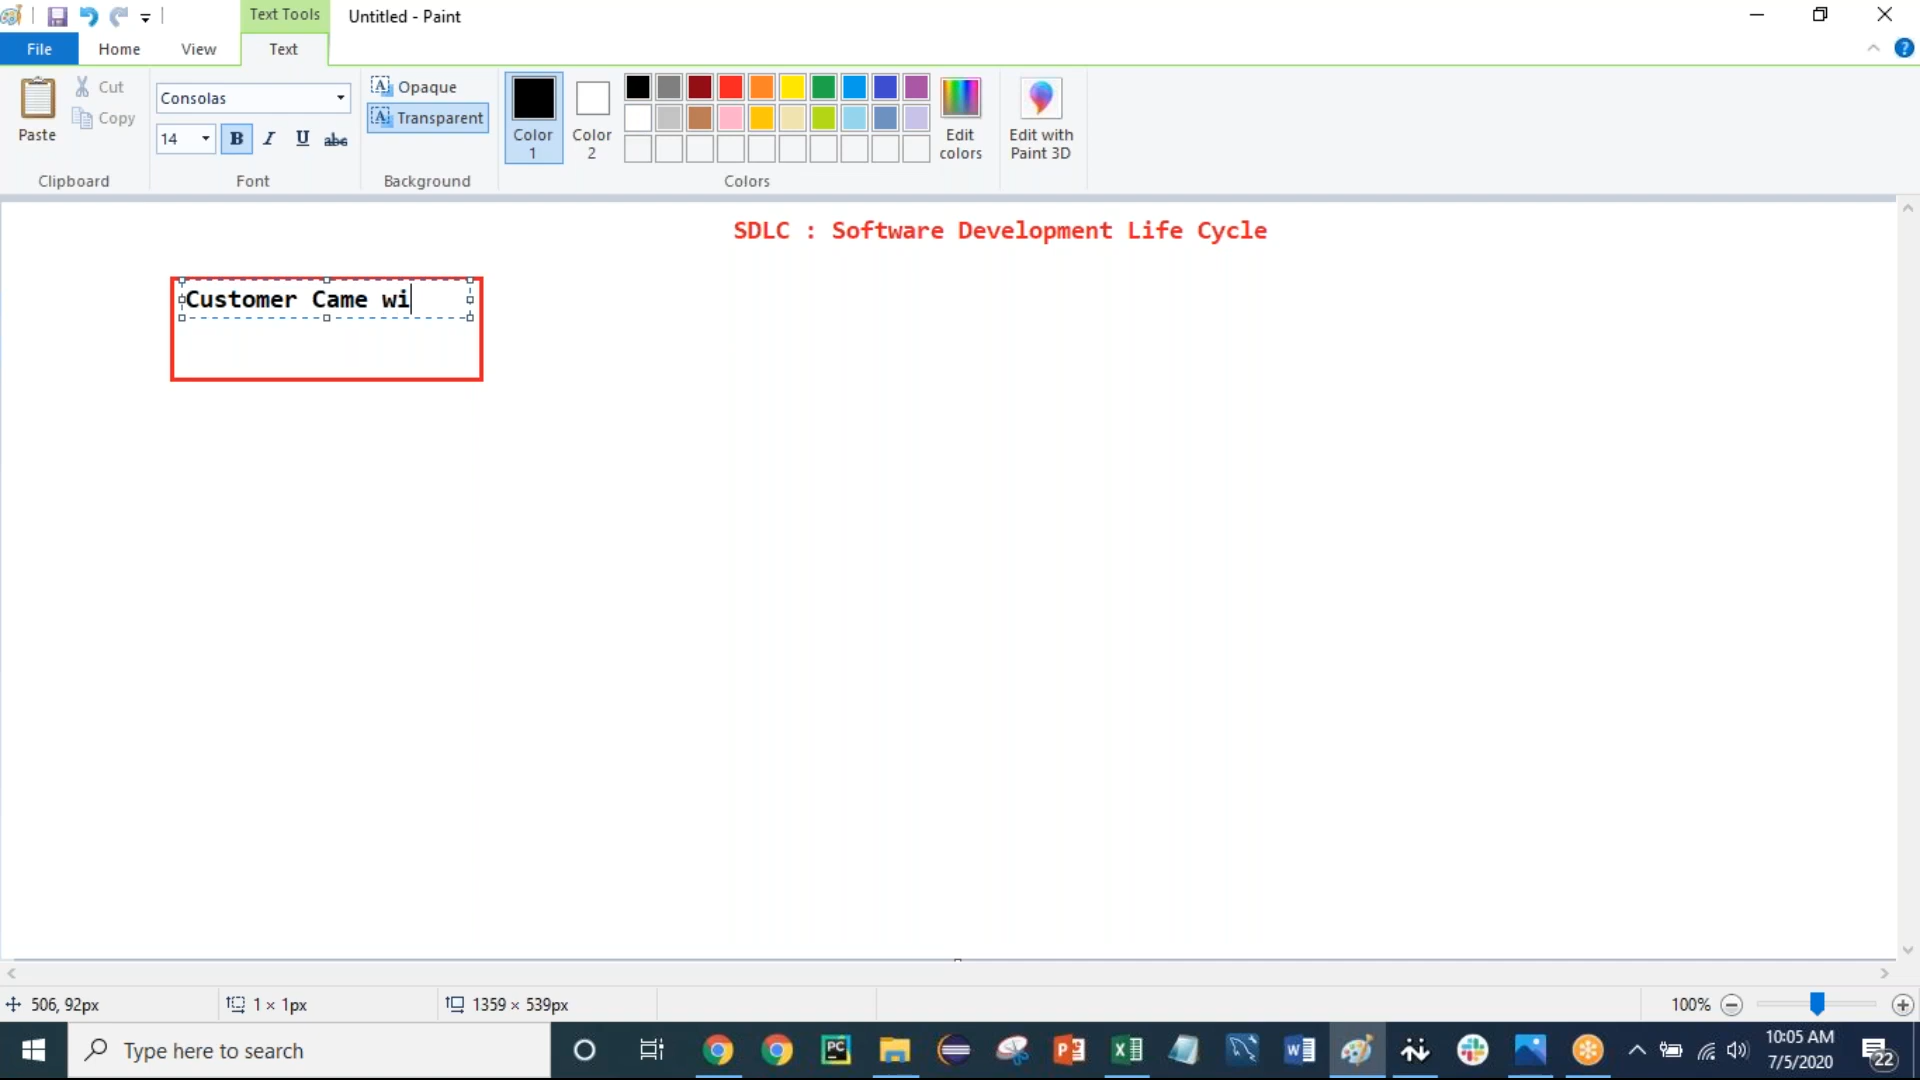 Text Tools
Untitled - Paint
File
Home
View
Text
Paste
Cut
Copy
Clipboard
Consolas
14
B
I
U
abc
Font
Opaque
Transparent
Background
Color
1
Color
2
Edit
colors
Colors
Edit with
Paint 3D
SDLC : Software Development Life Cycle
Customer Came wi
506, 92px
1 × 1px
1359 × 539px
100%
Type here to search
10:05 AM
7/5/2020
22